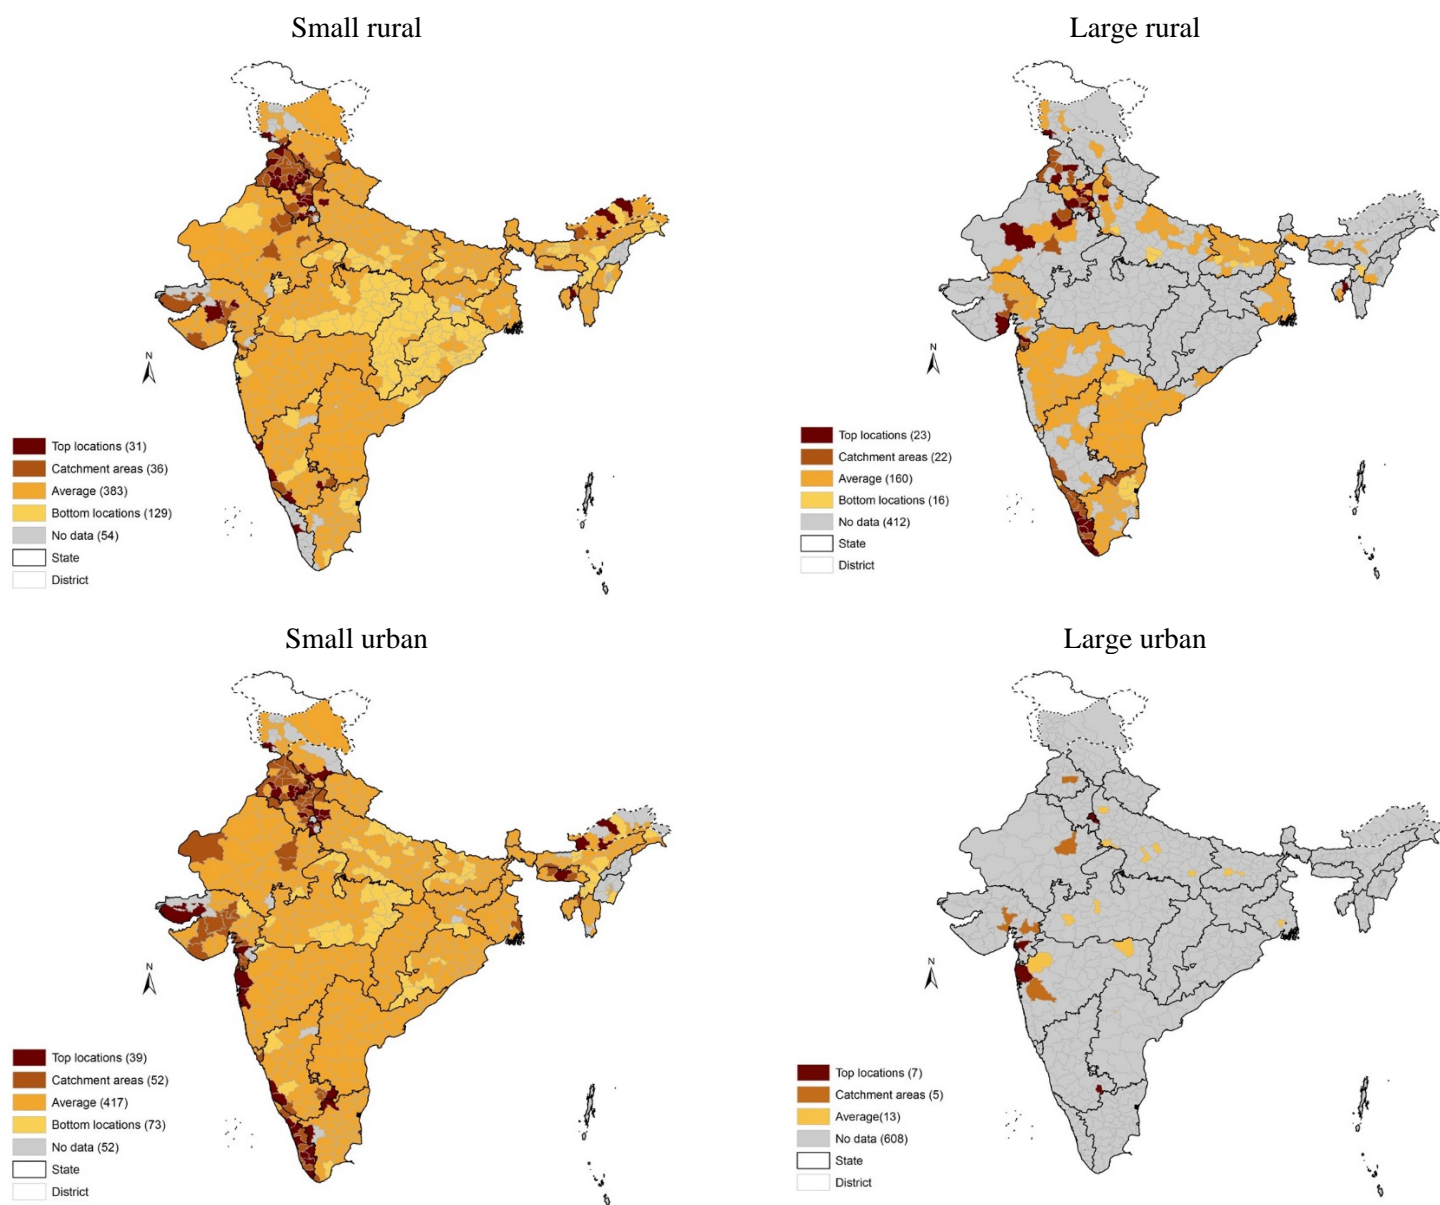 Small rural
N
Top locations (31)
Catchment areas (36)
Average (383)
Bottom locations (129)
No data (54)
State
District
Large rural
N
Top locations (23)
Catchment areas (22)
Average (160)
Bottom locations (16)
No data (412)
State
District
Small urban
N
Top locations (39)
Catchment areas (52)
Average (417)
Bottom locations (73)
No data (52)
State
District
Large urban
N
Top locations (7)
Catchment areas (5)
Average(13)
No data (608)
State
District